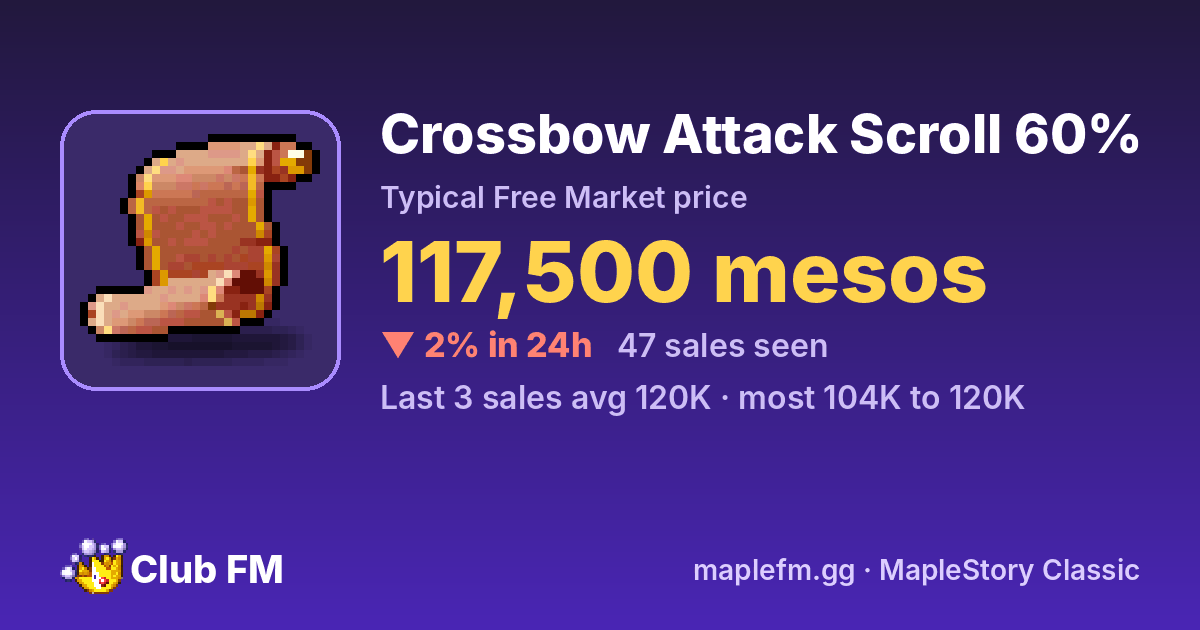 Crossbow Attack Scroll 60%
Typical Free Market price
117,500 mesos
▼ 2% in 24h 47 sales seen
Last 3 sales avg 120K · most 104K to 120K
Club FM
maplefm.gg · MapleStory Classic